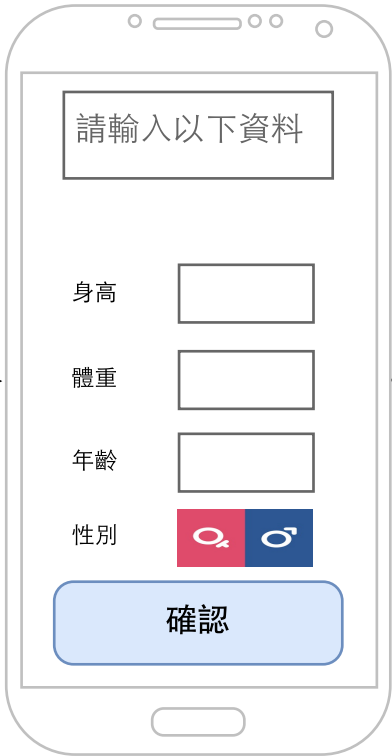 請輸入以下資料
身高
體重
年齡
性別
確認